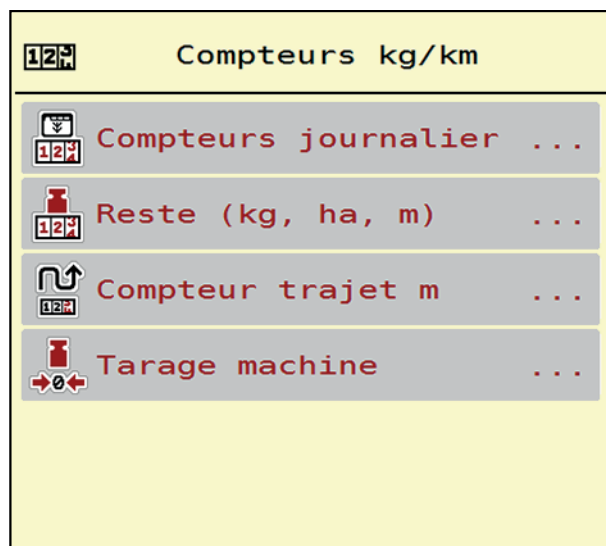 Compteurs kg/km
Compteurs journalier ...
Reste (kg, ha, m) ...
Compteur trajet m ...
Tarage machine ...